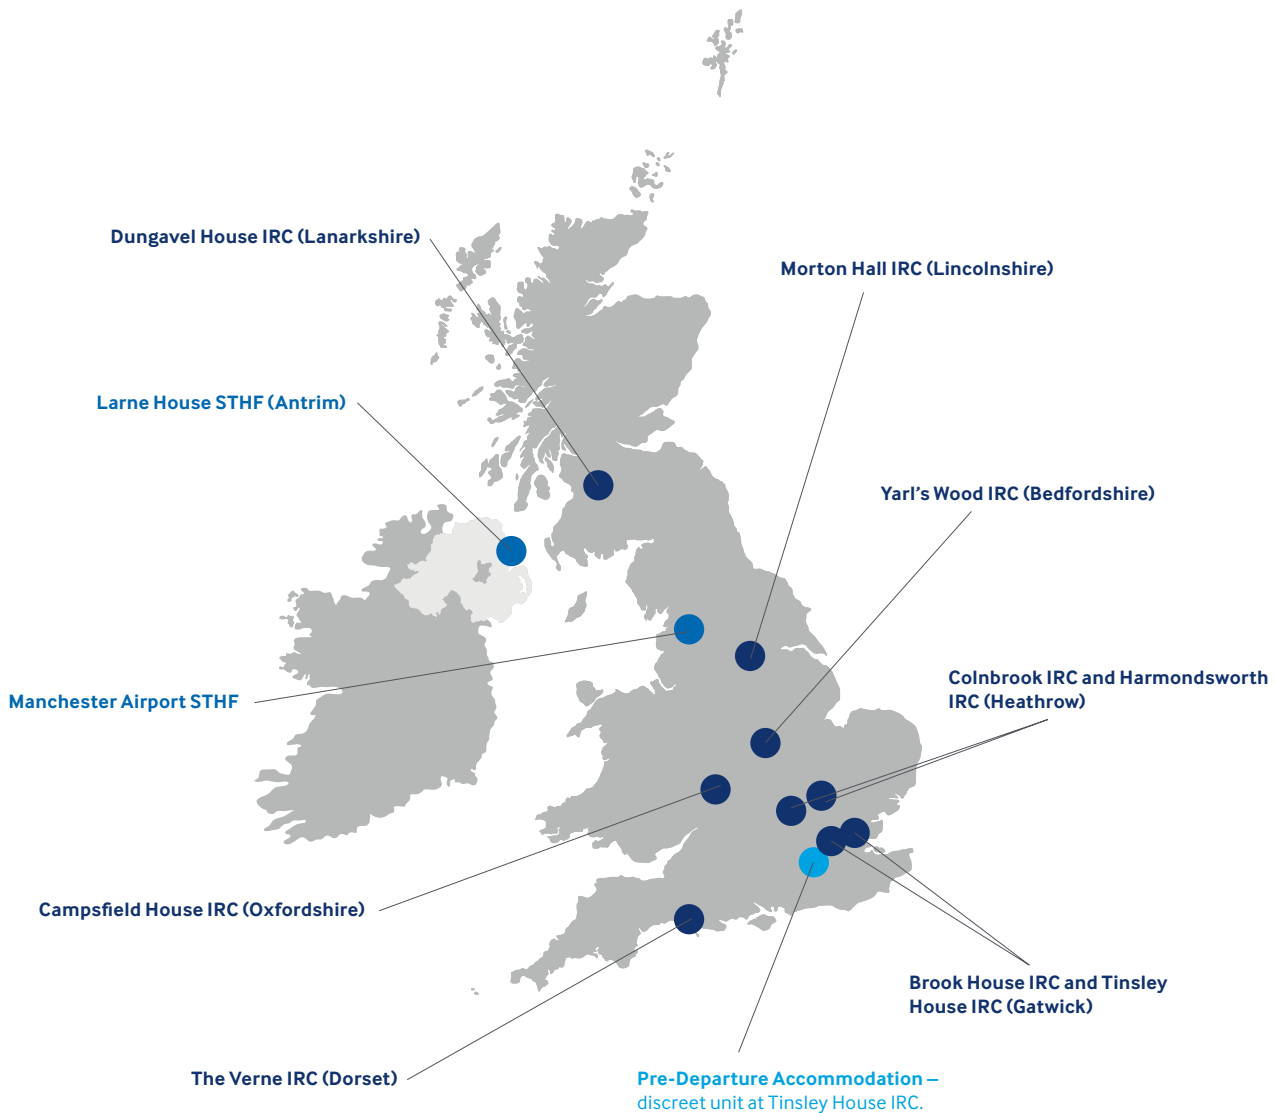 Dungavel House IRC (Lanarkshire)
Morton Hall IRC (Lincolnshire)
Larne House STHF (Antrim)
Yarl’s Wood IRC (Bedfordshire)
Colnbrook IRC and Harmondsworth
IRC (Heathrow)
Manchester Airport STHF
Campsfield House IRC (Oxfordshire)
Brook House IRC and Tinsley
House IRC (Gatwick)
The Verne IRC (Dorset)
Pre-Departure Accommodation –
discreet unit at Tinsley House IRC.